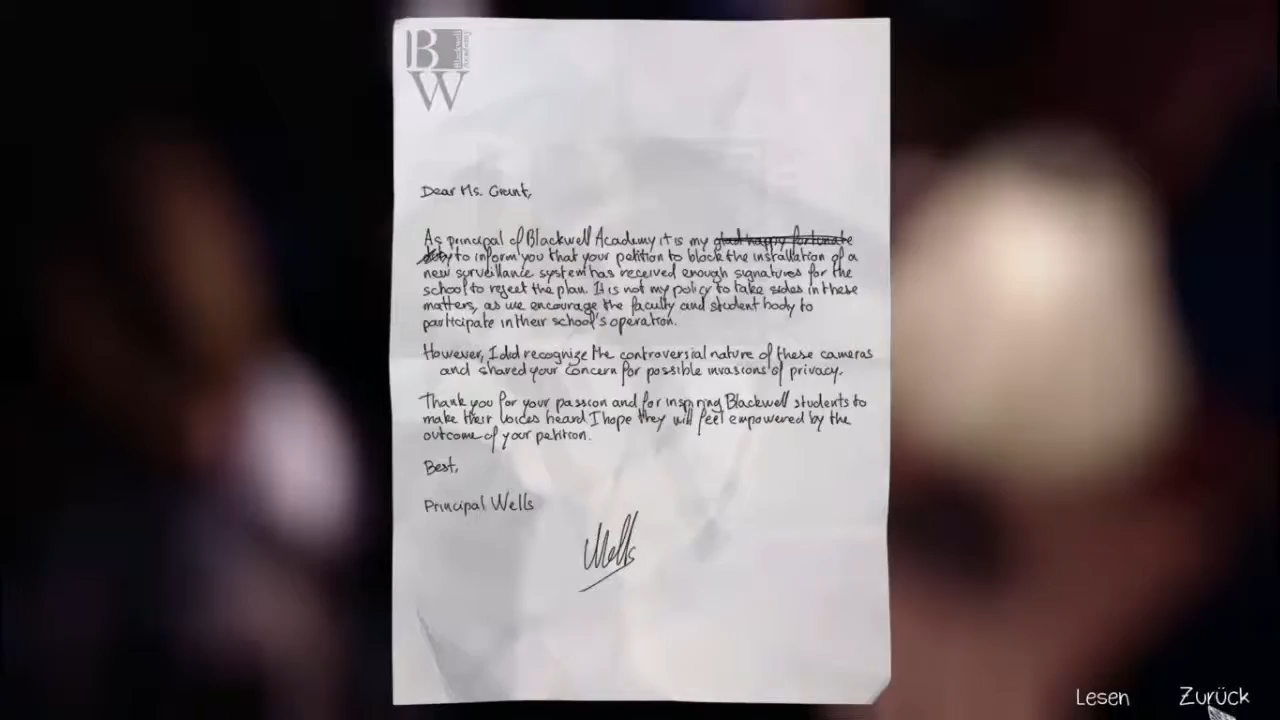 BW
Blackwell
Academy
Dear Ms. Grant,
As principal of Blackwell Academy it is my glad happy fortunate
duty to inform you that your petition to block the installation of a
new surveillance system has received enough signatures for the
school to reject the plan. It is not my policy to take sides in these
matters, as we encourage the faculty and student body to
participate in their school's operation.
However, I did recognize the controversial nature of these cameras
and shared your concern for possible invasions of privacy.
Thank you for your passion and for inspiring Blackwell students to
make their voices heard I hope they will feel empowered by the
outcome of your petition.
Best,
Principal Wells
Wells
Lesen Zurück